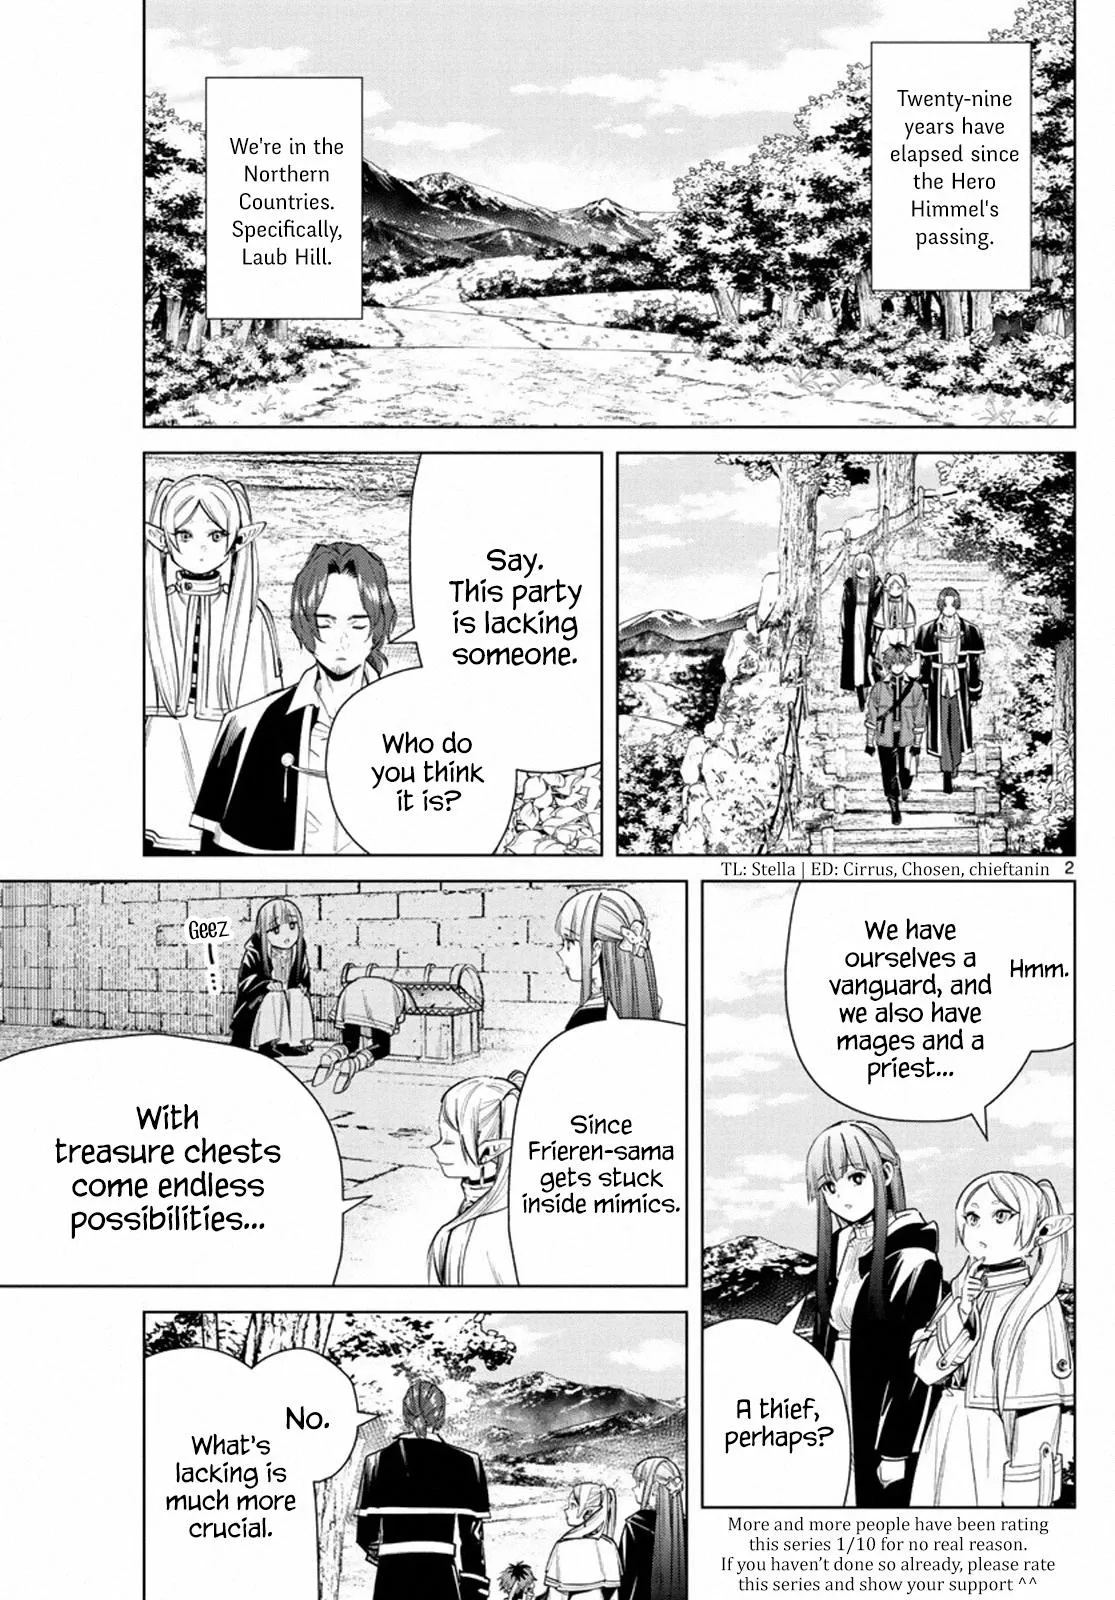 Twenty-nine
years have
elapsed since
the Hero
Himmel's
passing.
We're in the
Northern
Countries.
Specifically,
Laub Hill.
Say.
This party
is lacking
someone.
Who do
you think
it is?
TL: Stella | ED: Cirrus, Chosen, chieftanin 2
Hmm.
We have
ourselves a
vanguard, and
we also have
mages and a
priest...
A thief,
perhaps?
Since
Frieren-sama
gets stuck
inside mimics.
Geez
With
treasure chests
come endless
possibilities...
No.
What's
lacking is
much more
crucial.
More and more people have been rating
this series 1/10 for no real reason.
If you haven't done so already, please rate
this series and show your support ^^